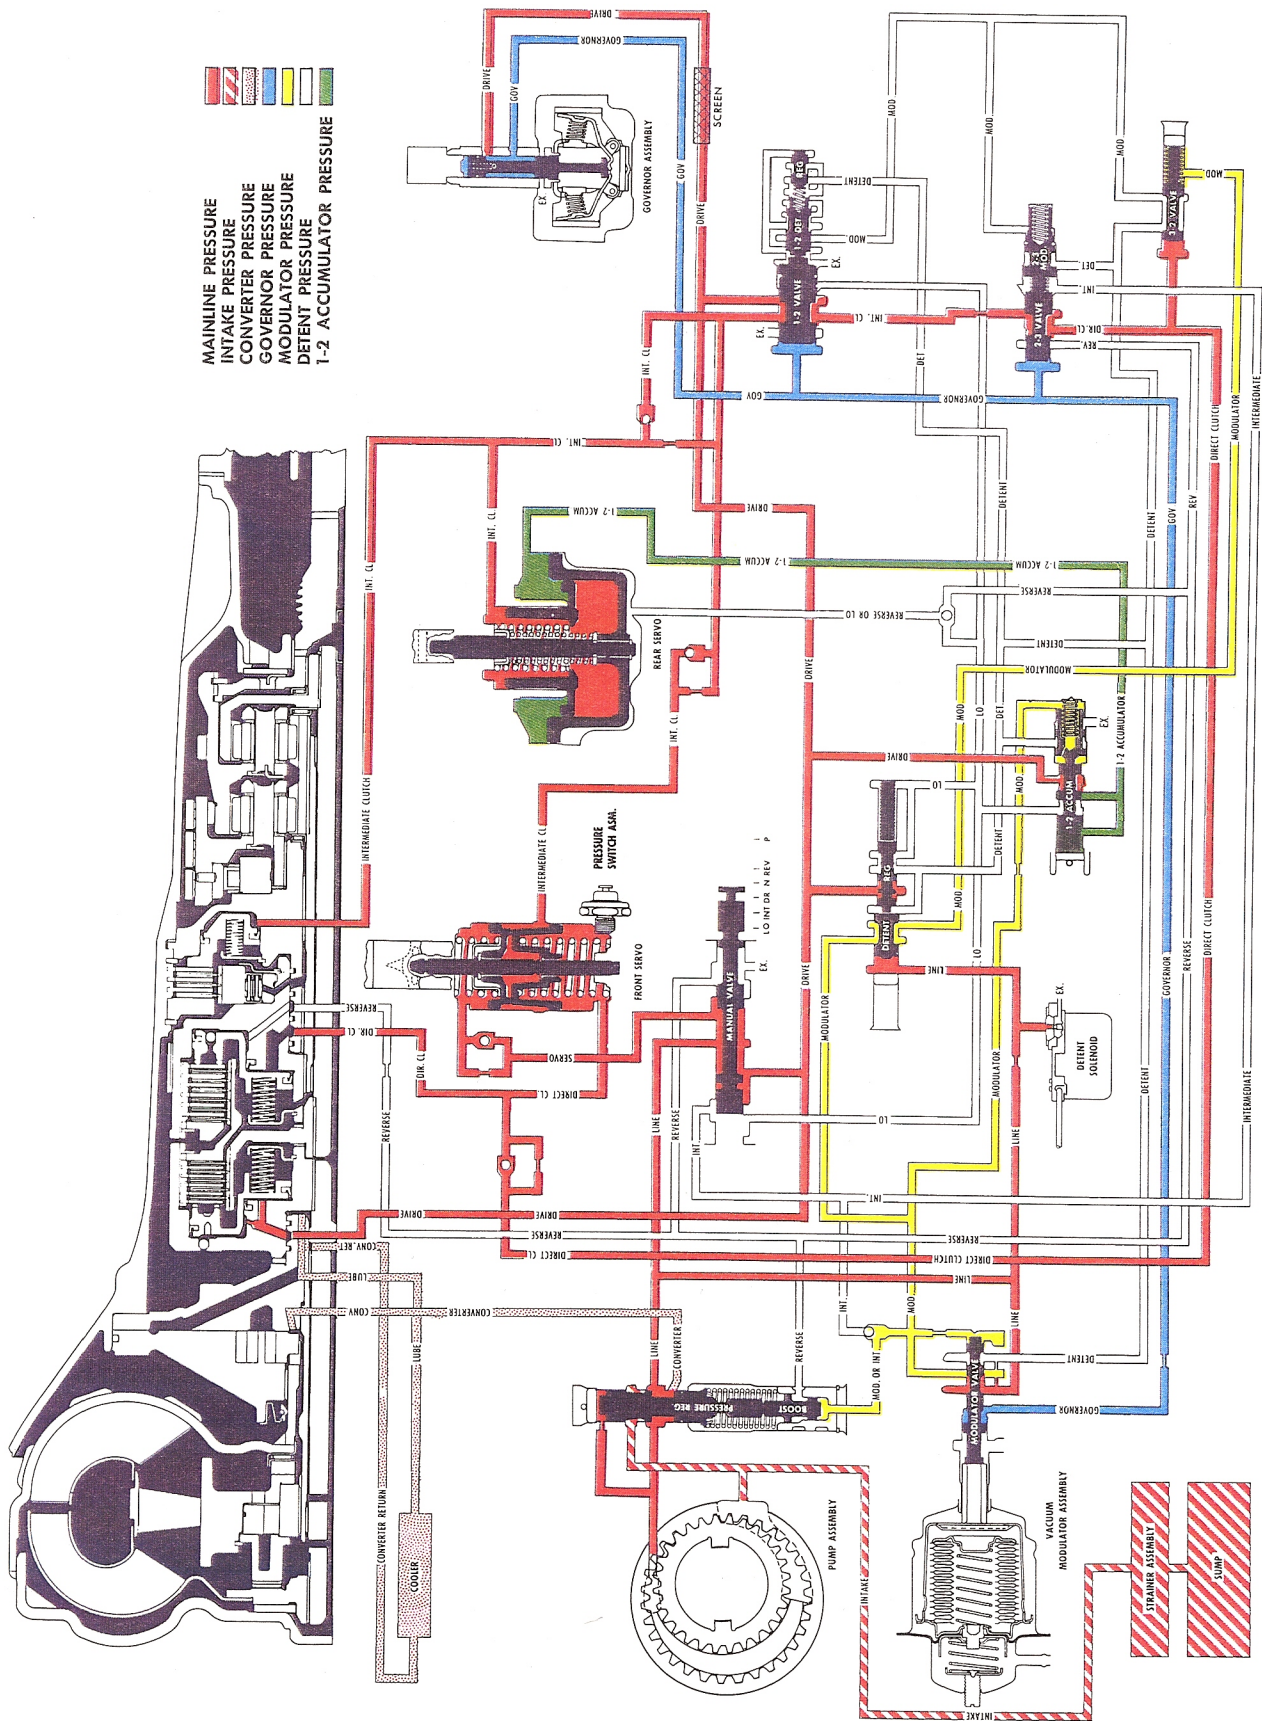 MAINLINE PRESSURE
INTAKE PRESSURE
CONVERTER PRESSURE
GOVERNOR PRESSURE
MODULATOR PRESSURE
DETENT PRESSURE
1-2 ACCUMULATOR PRESSURE
DRIVE
GOVERNOR
DRIVE
GOV
EX
GOVERNOR ASSEMBLY
SCREEN
GOV
DRIVE
MOD
MOD
MOD
MOD.
DETENT
MOD
REG
1-2 DET
1-2 VALVE
EX.
EX.
2-3 MOD
2-3 VALVE
3-2 VALVE
DET
INT
INT. CL
DIR.CL
REV.
INT. CL
GOV
GOVERNOR
DET
INT. CL
INT. CL
INT. CL
DRIVE
1-2 ACCUM
1-2 ACCUM
1-2 ACCUM
DETENT
DETENT
REV
GOV
DIRECT CLUTCH
MODULATOR
INTERMEDIATE
REVERSE
REVERSE OR LO
REAR SERVO
INT. CL.
DETENT
MODULATOR
DRIVE
LO
DET.
MOD
MOD.
DRIVE
EX.
1-2 ACCUM
1-2 ACCUMULATOR
INTERMEDIATE CLUTCH
INTERMEDIATE CL
PRESSURE
SWITCH ASM.
FRONT SERVO
LO INT DR N REV P
MANUAL VALVE
EX.
DRIVE
LO
DETENT
REG
DETENT
MOD.
LO
LINE
MODULATOR
MODULATOR
EX.
DETENT
SOLENOID
GOVERNOR
REVERSE
DIRECT CLUTCH
DETENT
INTERMEDIATE
REVERSE
DIR. CL
DIR. CL
SERVO
DIRECT CL
REVERSE
LINE
REVERSE
INT.
LO
LINE
INT
DRIVE
DRIVE
DRIVE
REVERSE
REVERSE
REVERSE
DIRECT CL
DIRECT CLUTCH
CONV.RET
LUBE
CONV
CONVERTER
LUBE
CONVERTER RETURN
COOLER
LINE
CONVERTER
REVERSE
LINE
INT.
MOD
LINE
DETENT
PRESSURE REG.
BOOST
MOD. OR INT.
MODULATOR VALVE
GOVERNOR
PUMP ASSEMBLY
INTAKE
VACUUM
MODULATOR ASSEMBLY
STRAINER ASSEMBLY
SUMP
INTAKE